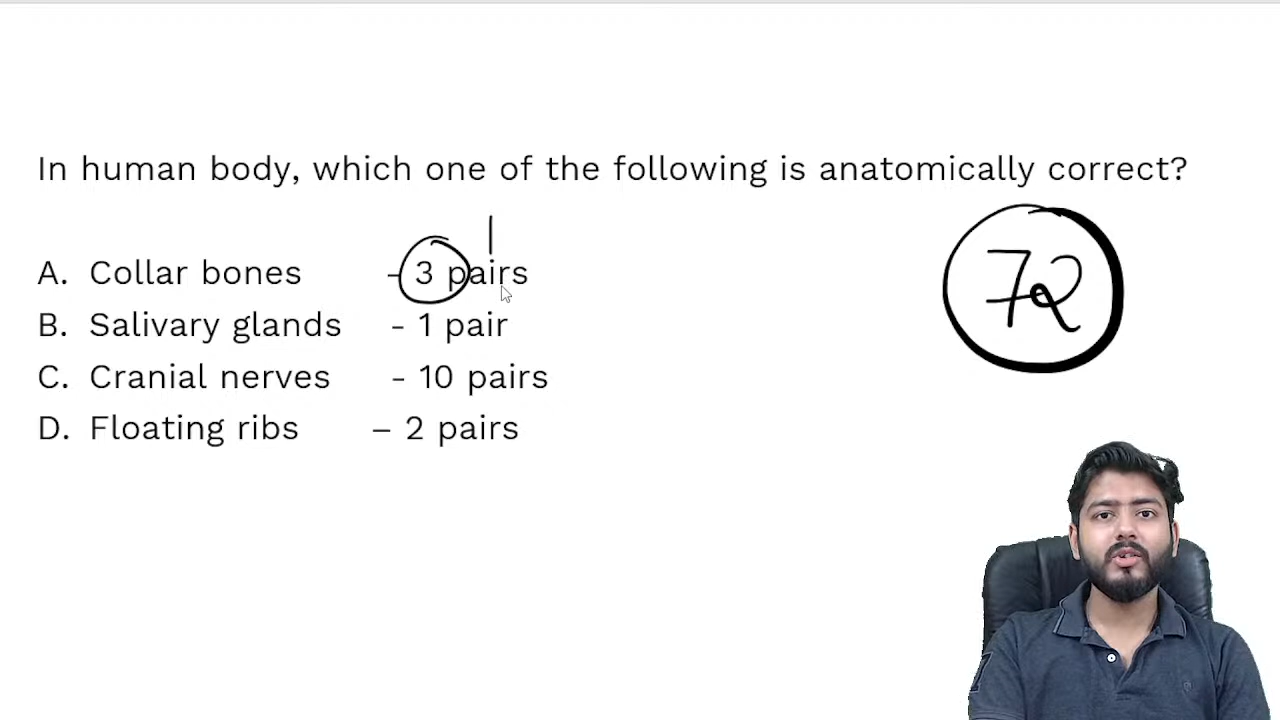 In human body, which one of the following is anatomically correct?
1
A. Collar bones - 3 pairs
B. Salivary glands - 1 pair
C. Cranial nerves - 10 pairs
D. Floating ribs – 2 pairs
72